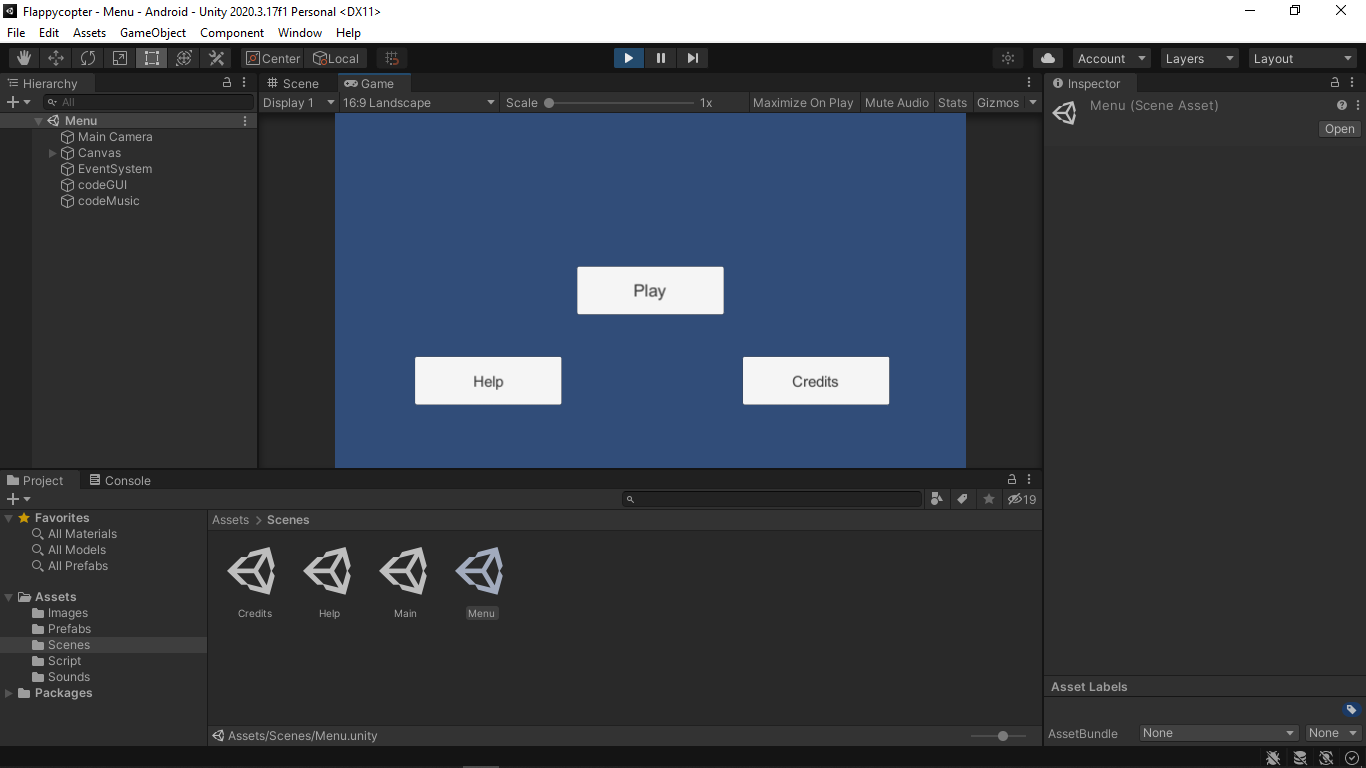 Flappycopter - Menu - Android - Unity 2020.3.17f1 Personal <DX11>
File Edit Assets GameObject Component Window Help
Center Local Account Layers Layout
Hierarchy
All
Menu
Main Camera
Canvas
EventSystem
codeGUI
codeMusic
Scene Game
Display 1 16:9 Landscape Scale 1x Maximize On Play Mute Audio Stats Gizmos
Play
Help Credits
Inspector
Menu (Scene Asset)
Open
Project Console
19
Favorites
All Materials
All Models
All Prefabs
Assets
Images
Prefabs
Scenes
Script
Sounds
Packages
Assets > Scenes
Credits Help Main Menu
Assets/Scenes/Menu.unity
Asset Labels
AssetBundle None None